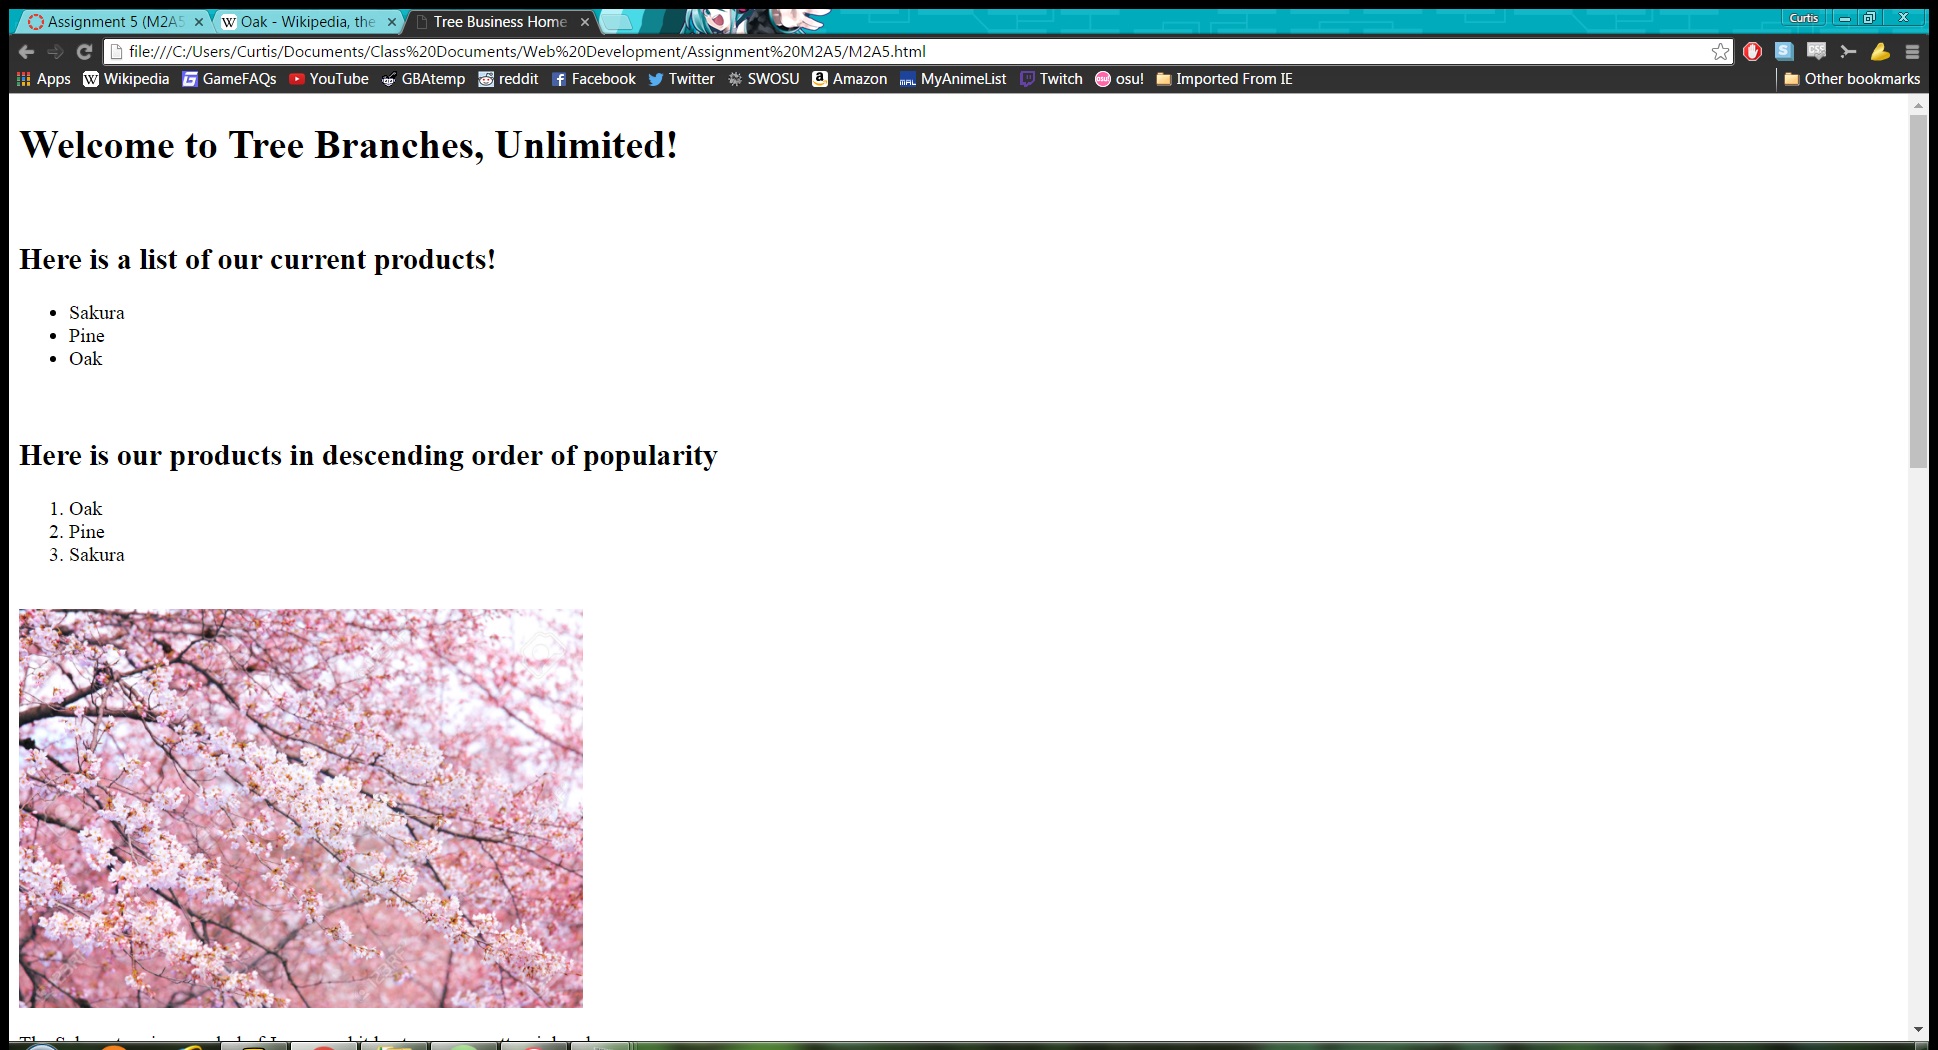 Assignment 5 (M2A5
Oak - Wikipedia, the
Tree Business Home
Curtis
file:///C:/Users/Curtis/Documents/Class%20Documents/Web%20Development/Assignment%20M2A5/M2A5.html
Apps Wikipedia GameFAQs YouTube GBAtemp reddit Facebook Twitter SWOSU Amazon MyAnimeList Twitch osu! Imported From IE Other bookmarks
Welcome to Tree Branches, Unlimited!
Here is a list of our current products!
• Sakura
• Pine
• Oak
Here is our products in descending order of popularity
1. Oak
2. Pine
3. Sakura